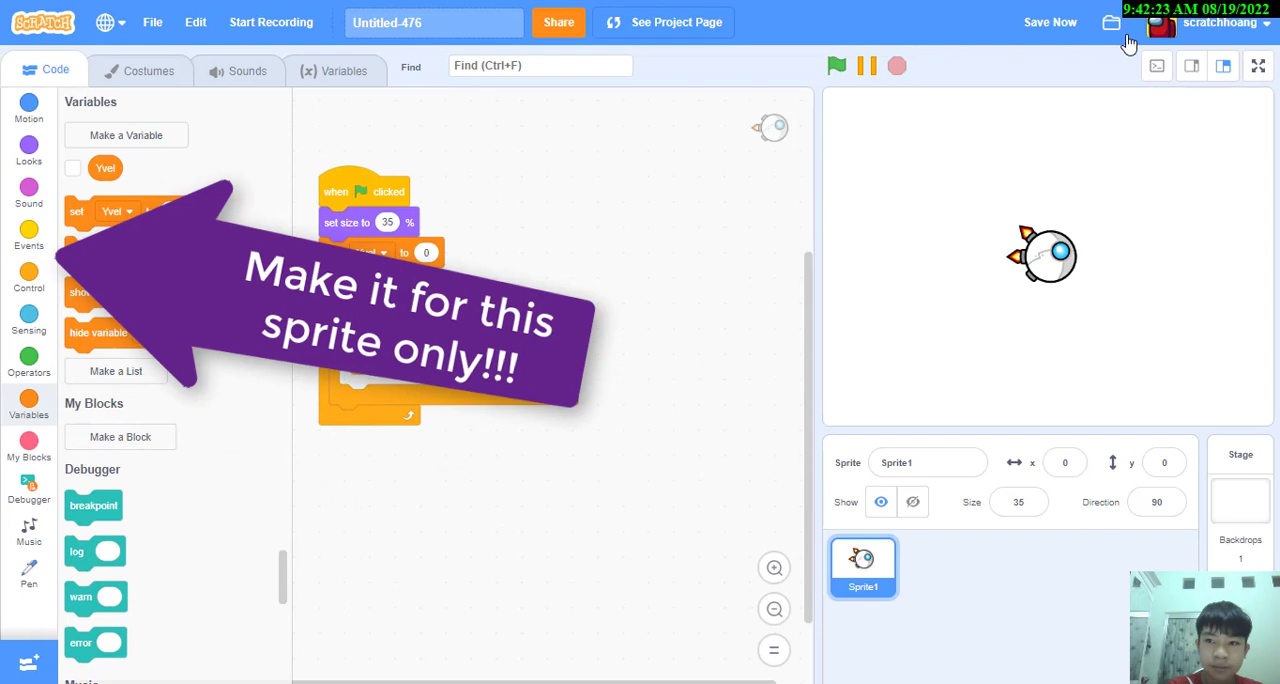 9:42:23 AM 08/19/2022
SCRATCH
File
Edit
Start Recording
Untitled-476
Share
See Project Page
Save Now
scratchhoang
Code
Costumes
Sounds
(x) Variables
Find
Find (Ctrl+F)
Motion
Looks
Sound
Events
Control
Sensing
Operators
Variables
My Blocks
Debugger
Music
Pen
Variables
Make a Variable
Yvel
set Yvel
hide variable
Make a List
My Blocks
Make a Block
Debugger
breakpoint
log
warn
error
when clicked
set size to 35 %
to 0
Make it for this
sprite only!!!
Sprite
Sprite1
x
0
y
0
Show
Size
35
Direction
90
Sprite1
Stage
Backdrops
1